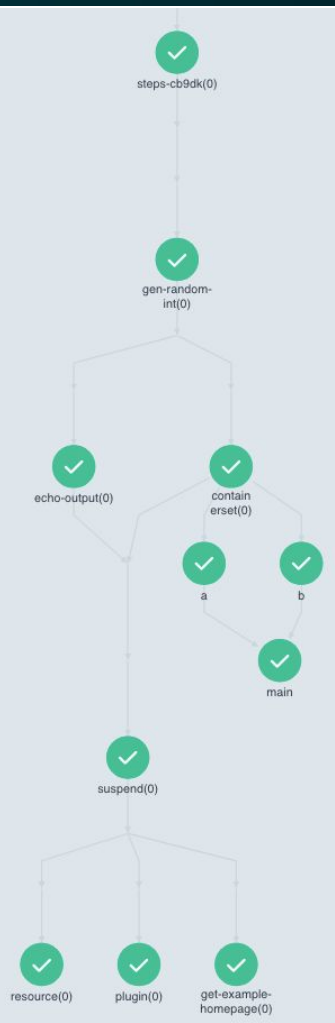 steps-cb9dk(0)
gen-random-
int(0)
echo-output(0)
contain
erset(0)
a
b
main
suspend(0)
resource(0)
plugin(0)
get-example-
homepage(0)